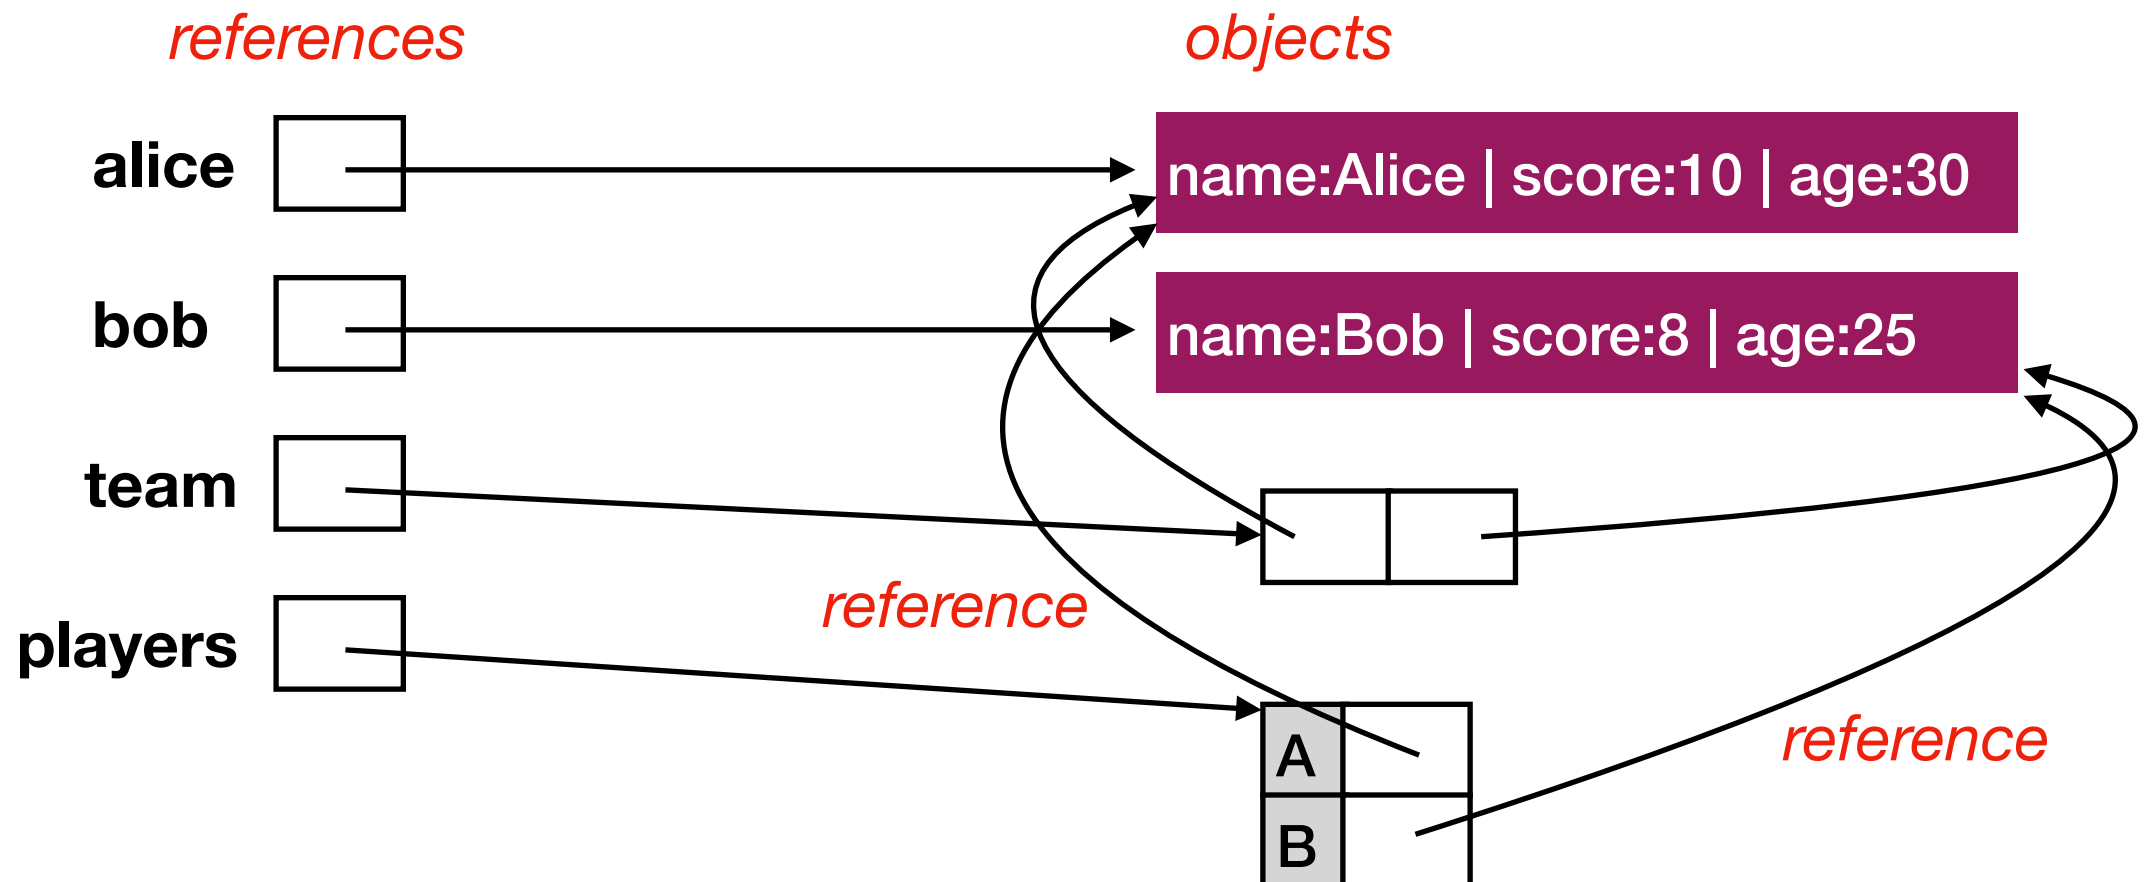 references
objects
alice
name:Alice | score:10 | age:30
bob
name:Bob | score:8 | age:25
team
reference
players
reference
A
B